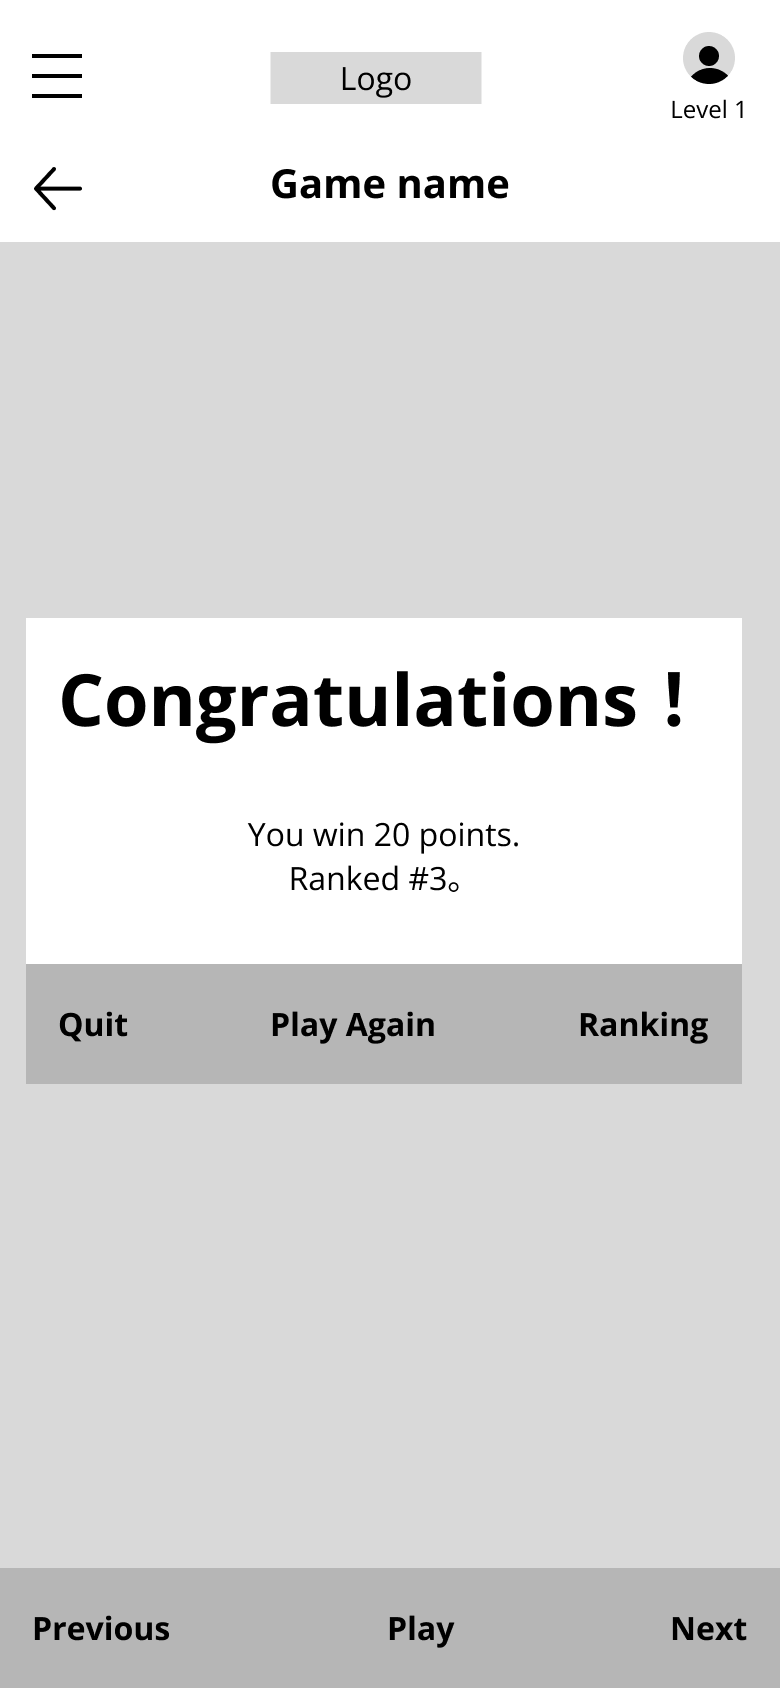 Logo
Level 1
Game name
Congratulations！
You win 20 points.
Ranked #3。
Quit Play Again Ranking
Previous Play Next